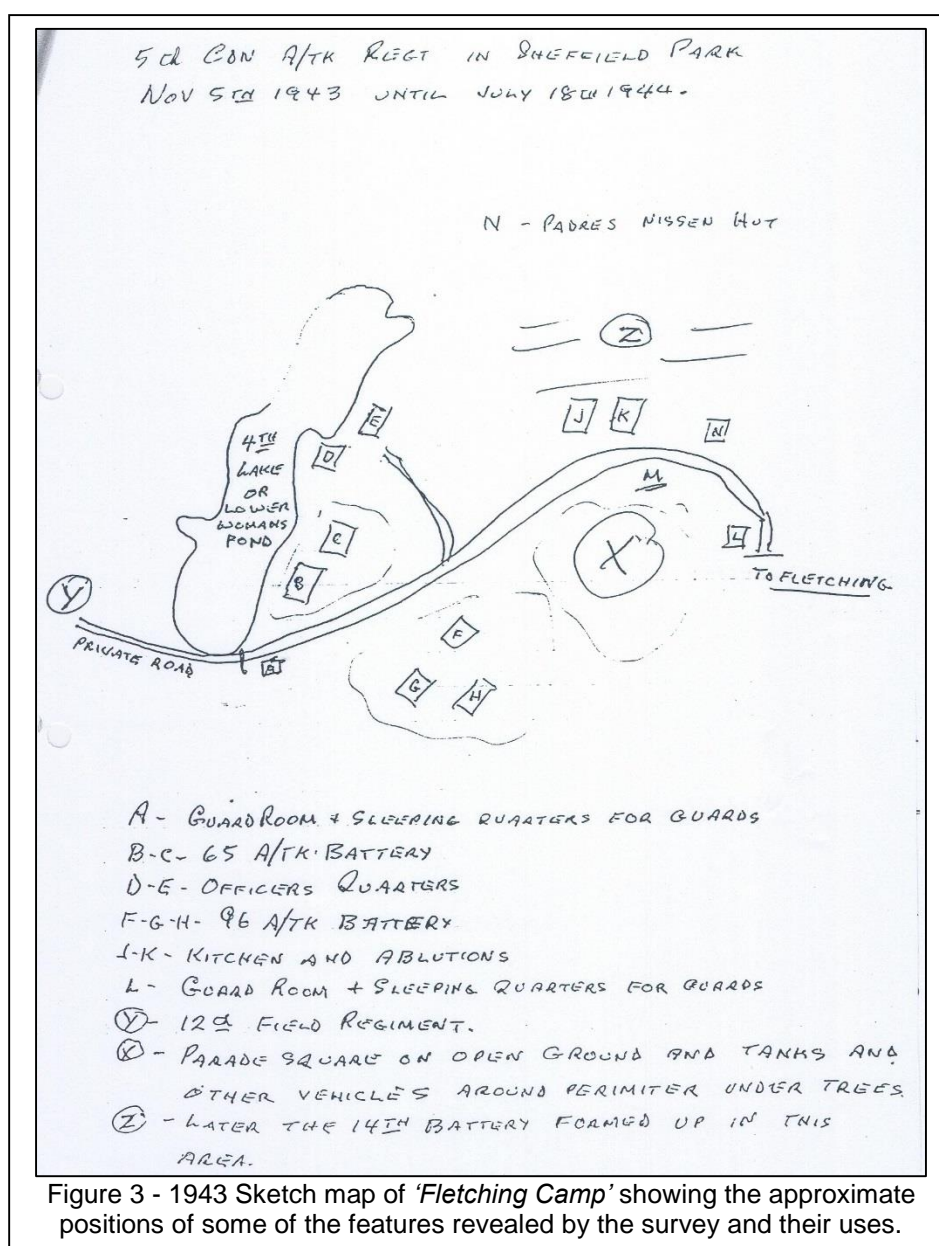 5th CDN A/TK REGT IN SHEFFIELD PARK
NOV 5TH 1943 UNTIL JULY 18TH 1944.
N - PADRES NISSEN HUT
Z
E
J K
N
4TH
LAKE
OR
LOWER
WOMANS
POND
D
M
C
L
X
B
TO FLETCHING
Y
F
PRIVATE ROAD
A
G H
A - GUARD ROOM + SLEEPING QUARTERS FOR GUARDS
B-C- 65 A/TK. BATTERY
D-E- OFFICERS QUARTERS
F-G-H- 96 A/TK BATTERY
J-K- KITCHEN AND ABLUTIONS
L - GUARD ROOM + SLEEPING QUARTERS FOR GUARDS
Y - 12th FIELD REGIMENT.
X - PARADE SQUARE ON OPEN GROUND AND TANKS AND
OTHER VEHICLES AROUND PERIMITER UNDER TREES.
Z - LATER THE 14TH BATTERY FORMED UP IN THIS
AREA.
Figure 3 - 1943 Sketch map of 'Fletching Camp' showing the approximate
positions of some of the features revealed by the survey and their uses.